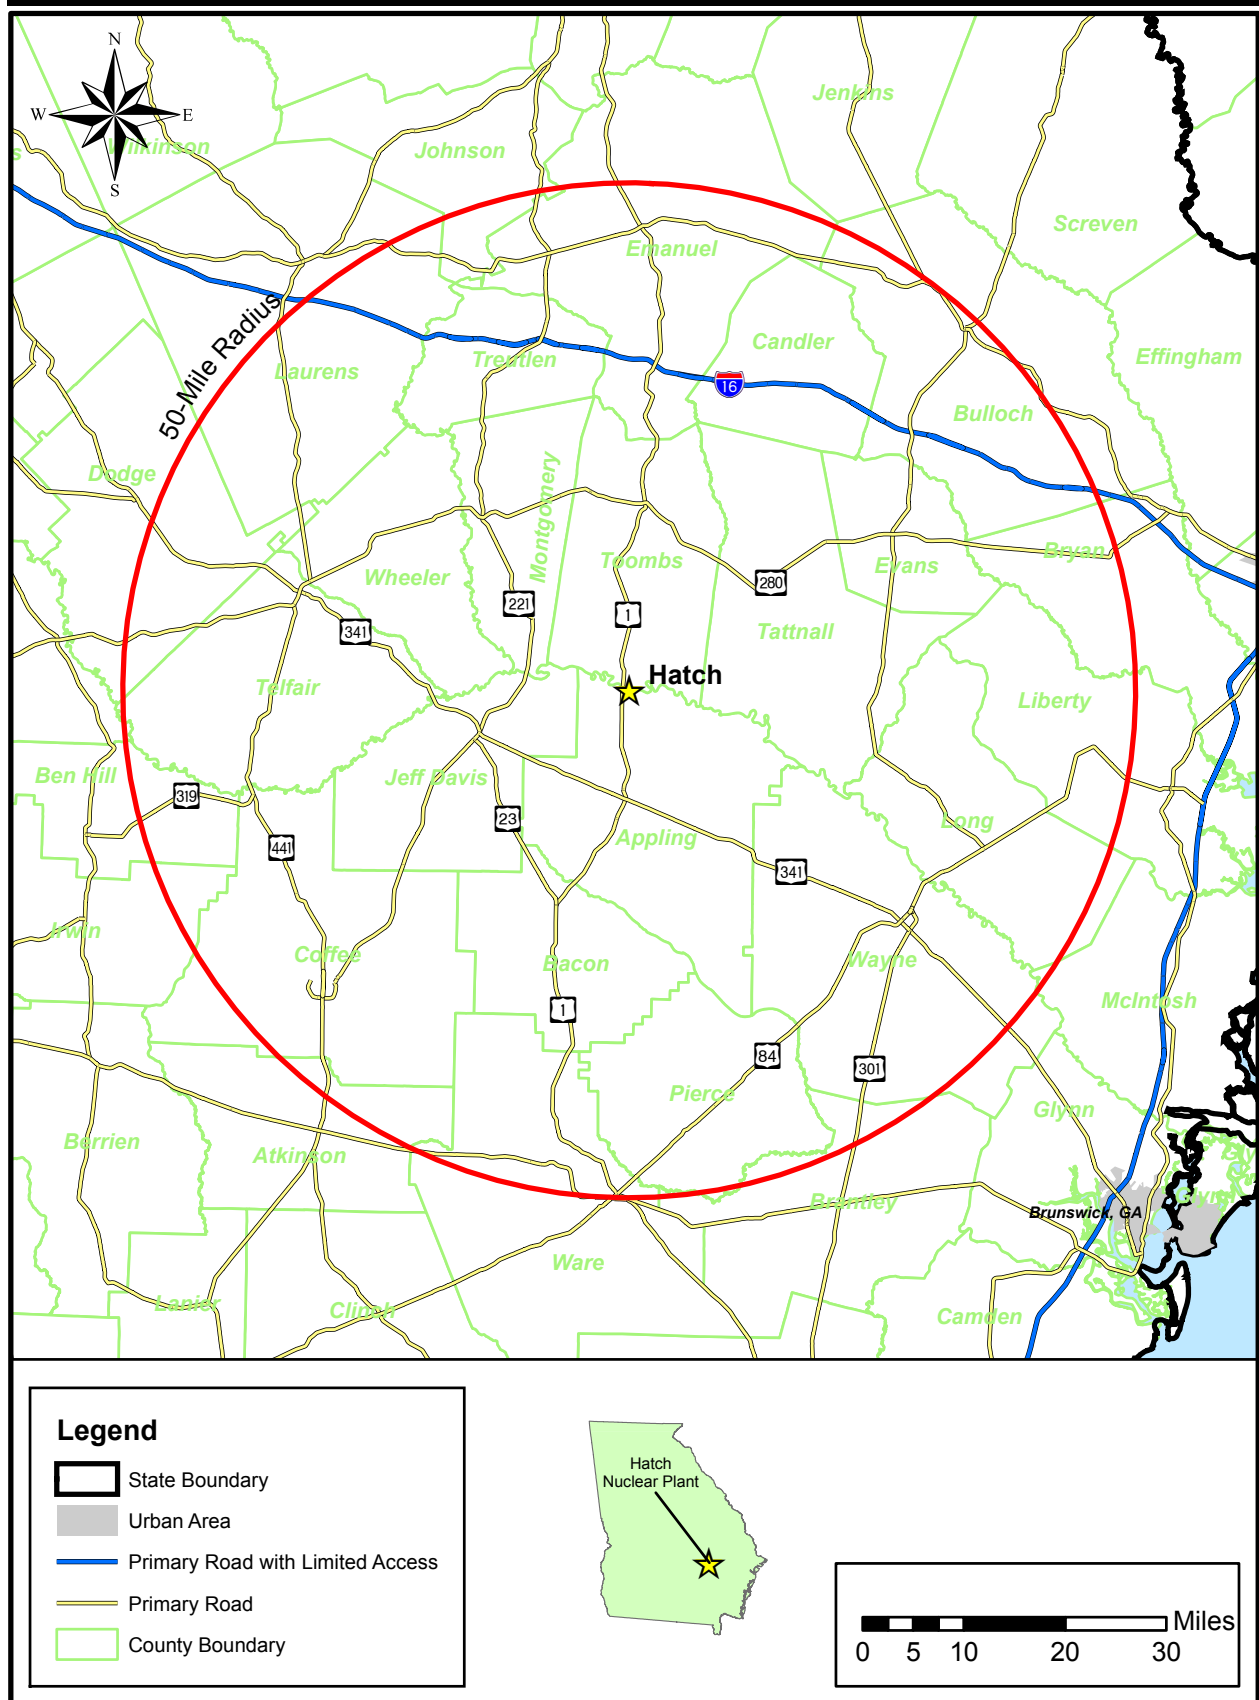 N
W
E
S
s
Wilkinson
Johnson
Jenkins
Screven
Emanuel
50-Mile Radius
Laurens
Treutlen
Candler
Effingham
16
Bulloch
Dodge
Montgomery
Wheeler
Toombs
280
Evans
Bryan
221
1
341
Tattnall
Hatch
Telfair
Liberty
Ben Hill
319
Jeff Davis
23
441
Appling
Long
341
Irwin
Coffee
Bacon
Wayne
McIntosh
1
84
301
Pierce
Glynn
Berrien
Atkinson
Brantley
Glynn
Brunswick, GA
Ware
Lanier
Clinch
Camden
Legend
State Boundary
Urban Area
Primary Road with Limited Access
Primary Road
County Boundary
Hatch
Nuclear Plant
Miles
0 5 10 20 30